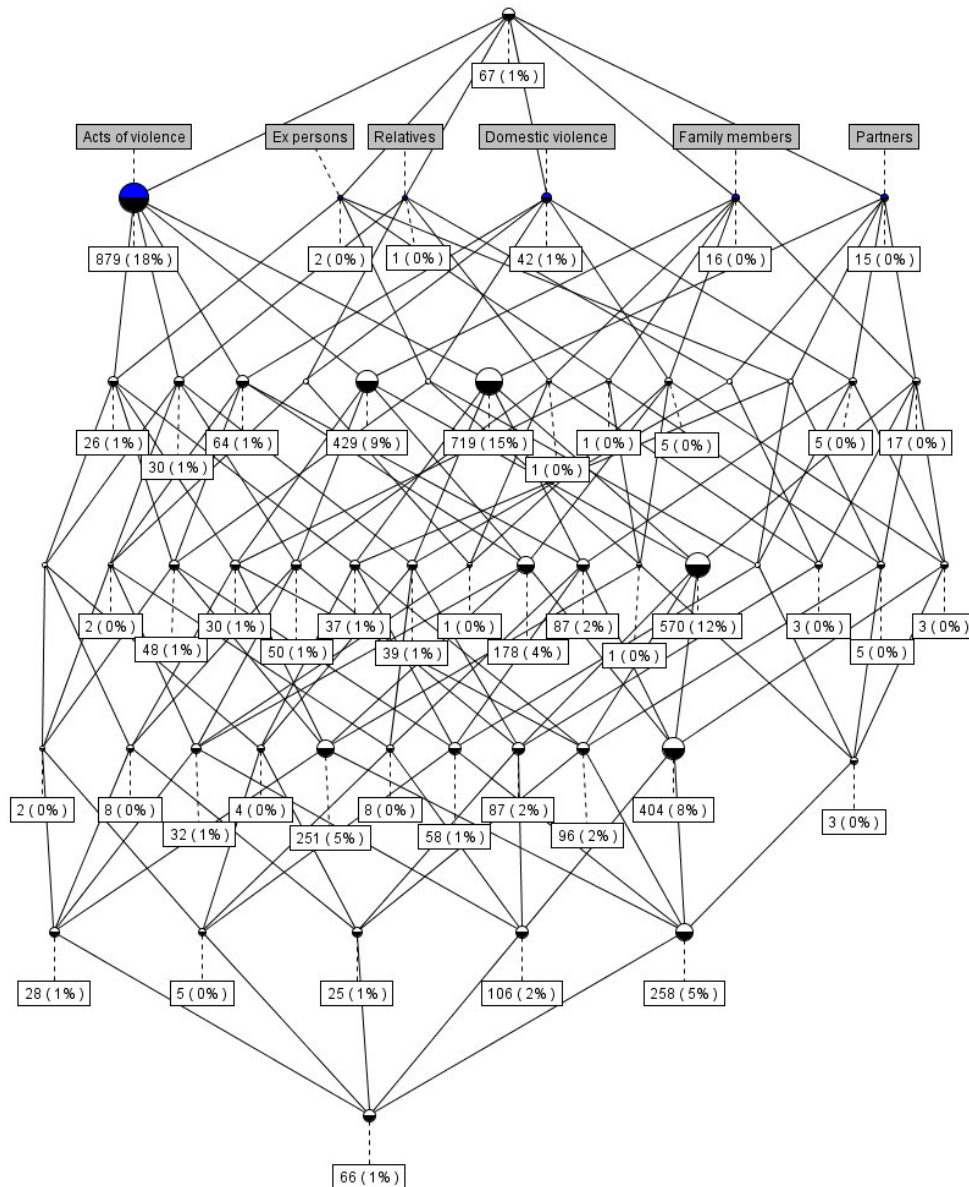 67 ( 1% )
Acts of violence
Ex persons
Relatives
Domestic violence
Family members
Partners
879 ( 18% )
2 ( 0% )
1 ( 0% )
42 ( 1% )
16 ( 0% )
15 ( 0% )
26 ( 1% )
30 ( 1% )
64 ( 1% )
429 ( 9% )
719 ( 15% )
1 ( 0% )
1 ( 0% )
5 ( 0% )
5 ( 0% )
17 ( 0% )
2 ( 0% )
48 ( 1% )
30 ( 1% )
50 ( 1% )
37 ( 1% )
39 ( 1% )
1 ( 0% )
178 ( 4% )
87 ( 2% )
1 ( 0% )
570 ( 12% )
3 ( 0% )
5 ( 0% )
3 ( 0% )
2 ( 0% )
8 ( 0% )
32 ( 1% )
4 ( 0% )
251 ( 5% )
8 ( 0% )
58 ( 1% )
87 ( 2% )
96 ( 2% )
404 ( 8% )
3 ( 0% )
28 ( 1% )
5 ( 0% )
25 ( 1% )
106 ( 2% )
258 ( 5% )
66 ( 1% )